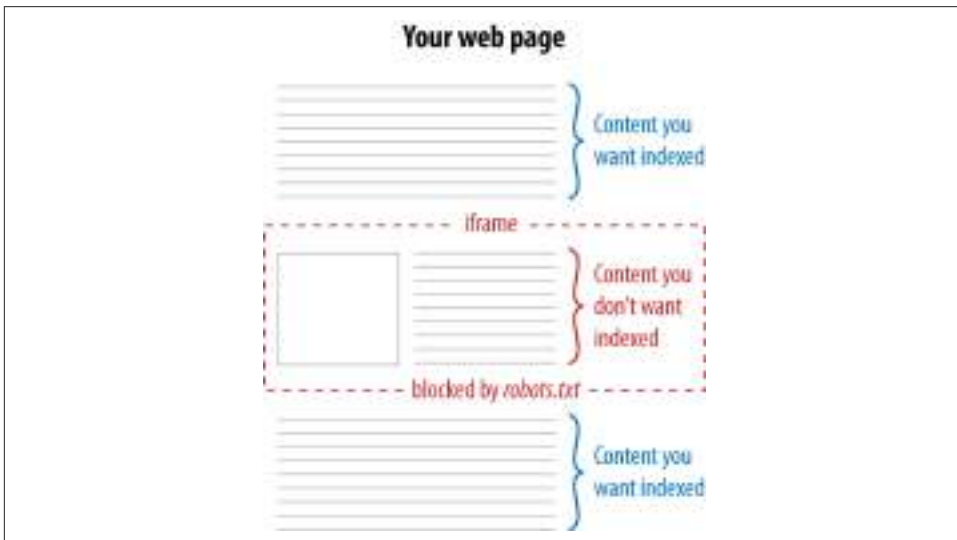 Your web page
Content you
want indexed
iframe
Content you
don't want
indexed
blocked by robots.txt
Content you
want indexed